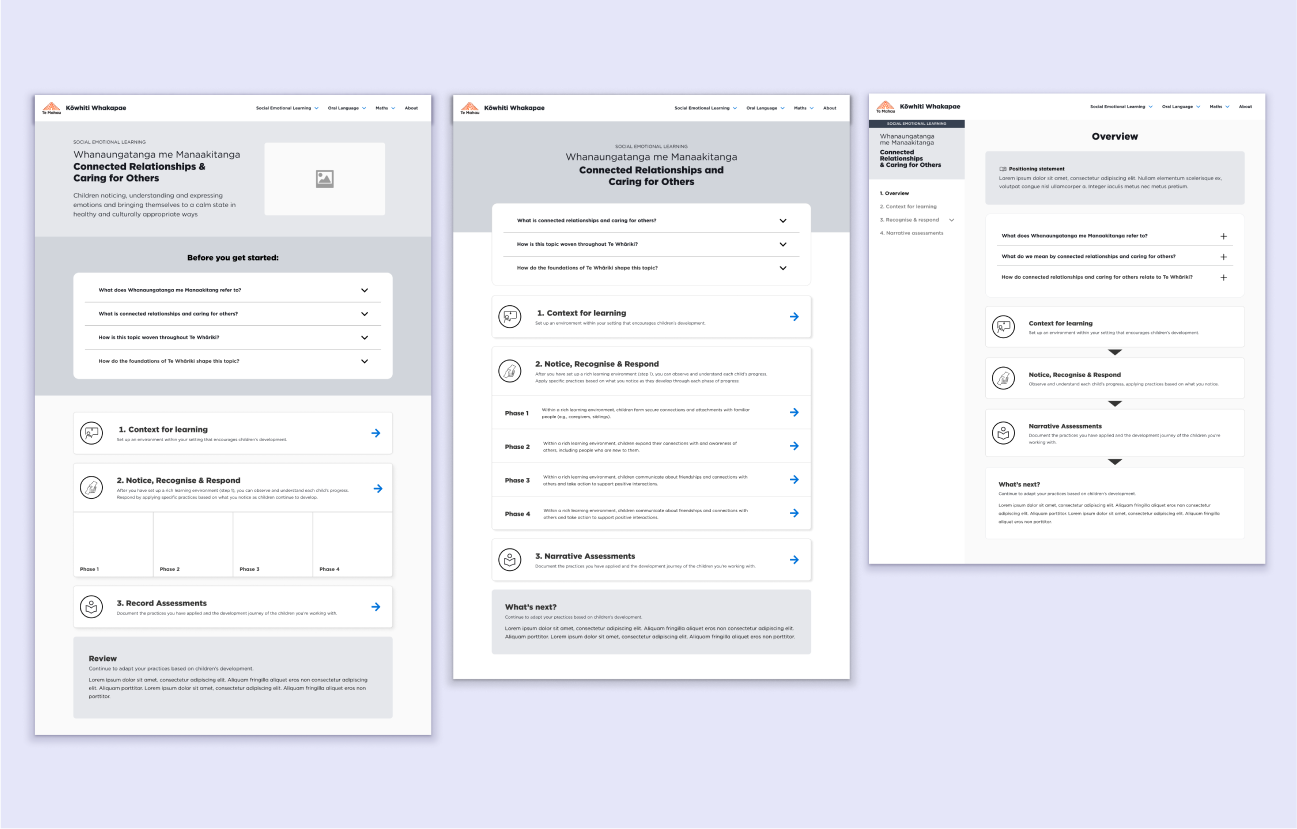 Te Mahau
Kōwhiti Whakapae
Social Emotional Learning
Oral Language
Maths
About
SOCIAL EMOTIONAL LEARNING
Whanaungatanga me Manaakitanga
Connected Relationships &
Caring for Others
Children noticing, understanding and expressing
emotions and bringing themselves to a calm state in
healthy and culturally appropriate ways
Before you get started:
What does Whanaungatanga me Manaakitang refer to?
What is connected relationships and caring for others?
How is this topic woven throughout Te Whāriki?
How do the foundations of Te Whāriki shape this topic?
1. Context for learning
Set up an environment within your setting that encourages children's development.
2. Notice, Recognise & Respond
After you have set up a rich learning environment (step 1), you can observe and understand each child's progress.
Respond by applying specific practices based on what you notice as children continue to develop.
Phase 1
Phase 2
Phase 3
Phase 4
3. Record Assessments
Document the practices you have applied and the development journey of the children you're working with.
Review
Continue to adapt your practices based on children's development.
Lorem ipsum dolor sit amet, consectetur adipiscing elit. Aliquam fringilla aliquet eros non consectetur adipiscing
elit. Aliquam porttitor. Lorem ipsum dolor sit amet, consectetur adipiscing elit. Aliquam fringilla aliquet eros non
porttitor.
Te Mahau
Kōwhiti Whakapae
Social Emotional Learning
Oral Language
Maths
About
SOCIAL EMOTIONAL LEARNING
Whanaungatanga me Manaakitanga
Connected Relationships and
Caring for Others
What is connected relationships and caring for others?
How is this topic woven throughout Te Whāriki?
How do the foundations of Te Whāriki shape this topic?
1. Context for learning
Set up an environment within your setting that encourages children's development.
2. Notice, Recognise & Respond
After you have set up a rich learning environment (step 1), you can observe and understand each child's progress.
Apply specific practices based on what you notice as they develop through each phase of progress
Phase 1
Within a rich learning environment, children form secure connections and attachments with familiar
people (e.g., caregivers, siblings).
Phase 2
Within a rich learning environment, children expand their connections with and awareness of
others, including people who are new to them.
Phase 3
Within a rich learning environment, children communicate about friendships and connections with
others and take action to support positive interactions.
Phase 4
Within a rich learning environment, children communicate about friendships and connections with
others and take action to support positive interactions.
3. Narrative Assessments
Document the practices you have applied and the development journey of the children you're working with.
What's next?
Continue to adapt your practices based on children's development.
Lorem ipsum dolor sit amet, consectetur adipiscing elit. Aliquam fringilla aliquet eros non consectetur adipiscing elit.
Aliquam porttitor. Lorem ipsum dolor sit amet, consectetur adipiscing elit. Aliquam fringilla aliquet eros non porttitor.
Te Mahau
Kōwhiti Whakapae
Social Emotional Learning
Oral Language
Maths
About
SOCIAL EMOTIONAL LEARNING
Whanaungatanga
me Manaakitanga
Connected
Relationships
& Caring for Others
1. Overview
2. Context for learning
3. Recognise & respond
4. Narrative assessments
Overview
Positioning statement
Lorem ipsum dolor sit amet, consectetur adipiscing elit. Nullam elementum scelerisque ex,
volutpat congue nisl ullamcorper a. Integer iaculis metus nec metus pretium.
What does Whanaungatanga me Manaakitanga refer to?
What do we mean by connected relationships and caring for others?
How do connected relationships and caring for others relate to Te Whāriki?
Context for learning
Set up an environment within your setting that encourages children's development.
Notice, Recognise & Respond
Observe and understand each child's progress, applying practices based on what you notice.
Narrative Assessments
Document the practices you have applied and the development journey of the children you're
working with.
What's next?
Continue to adapt your practices based on children's development.
Lorem ipsum dolor sit amet, consectetur adipiscing elit. Aliquam fringilla aliquet eros non consectetur
adipiscing elit. Aliquam porttitor. Lorem ipsum dolor sit amet, consectetur adipiscing elit. Aliquam fringilla
aliquet eros non porttitor.